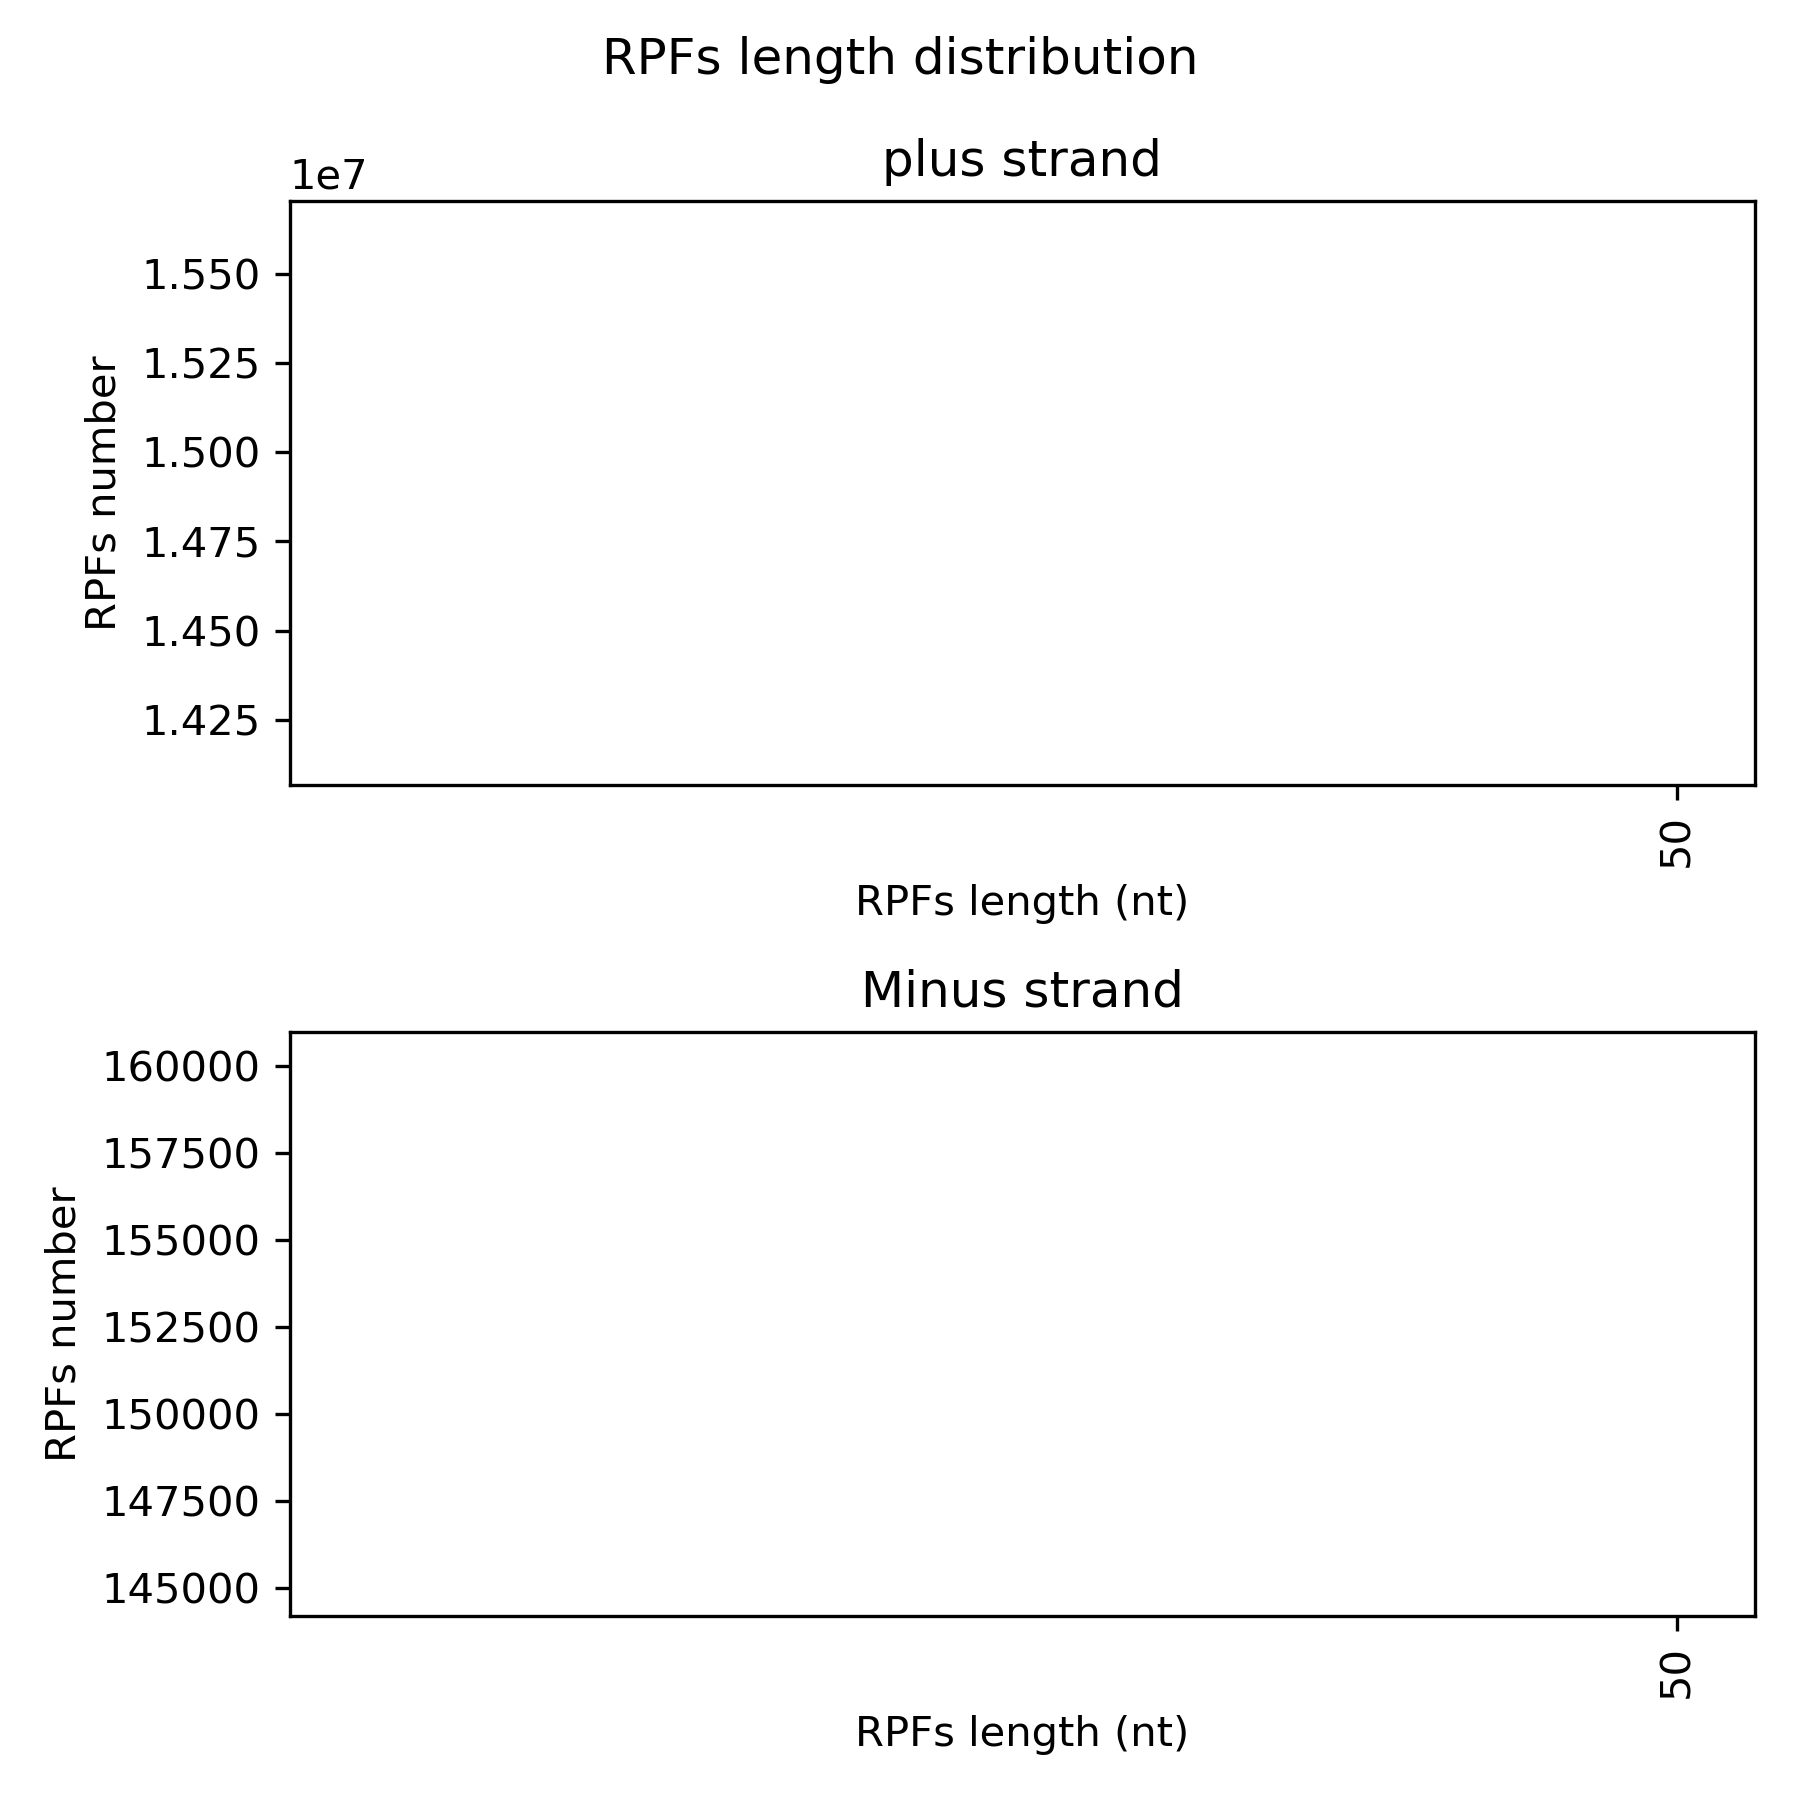 RPFs length distribution
plus strand
1e7
1.550
1.525
1.500
1.475
1.450
1.425
RPFs number
50
RPFs length (nt)
Minus strand
160000
157500
155000
152500
150000
147500
145000
RPFs number
50
RPFs length (nt)